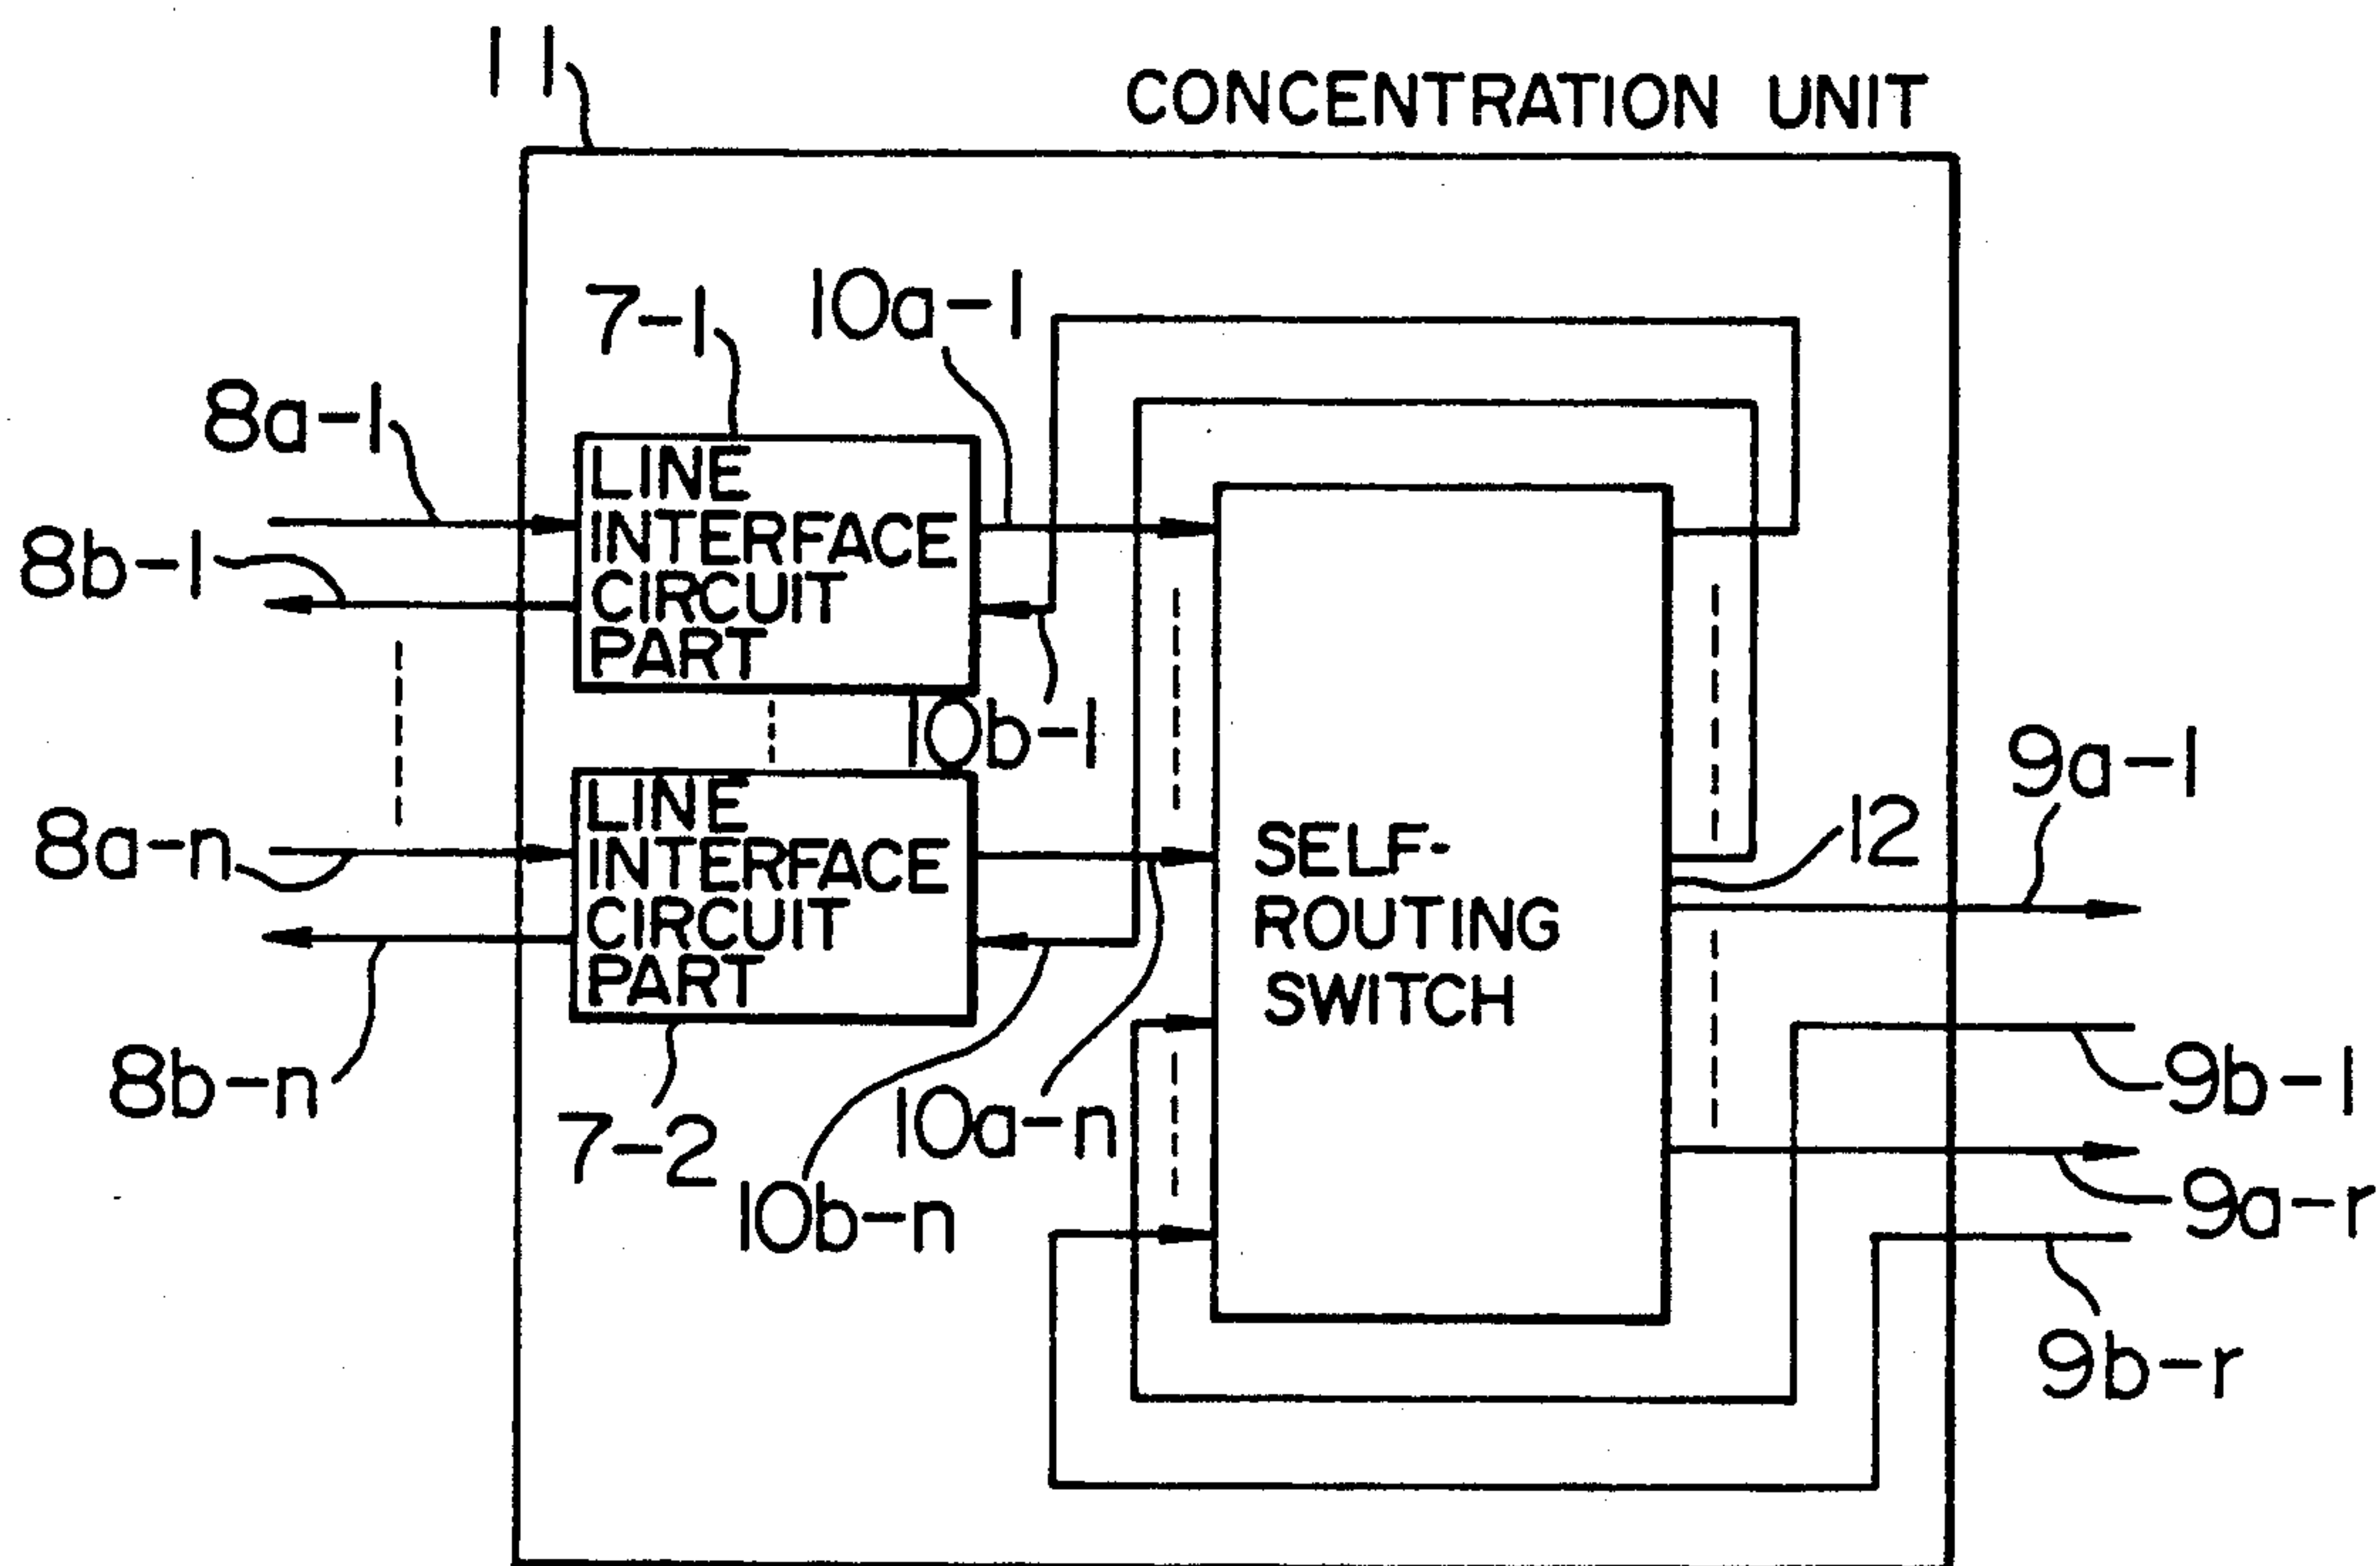 11
CONCENTRATION UNIT
7-1
10a-1
8a-1
LINE
INTERFACE
CIRCUIT
PART
8b-1
10b-1
9a-1
LINE
INTERFACE
CIRCUIT
PART
8a-n
12
SELF-
ROUTING
SWITCH
8b-n
9b-1
7-2
10a-n
10b-n
9a-r
9b-r